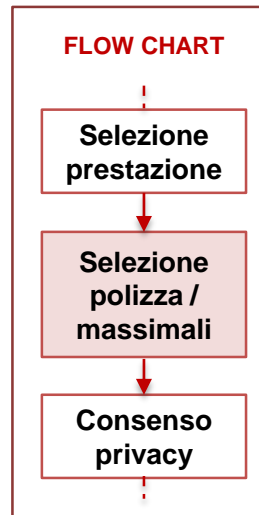 FLOW CHART
Selezione
prestazione
Selezione
polizza /
massimali
Consenso
privacy